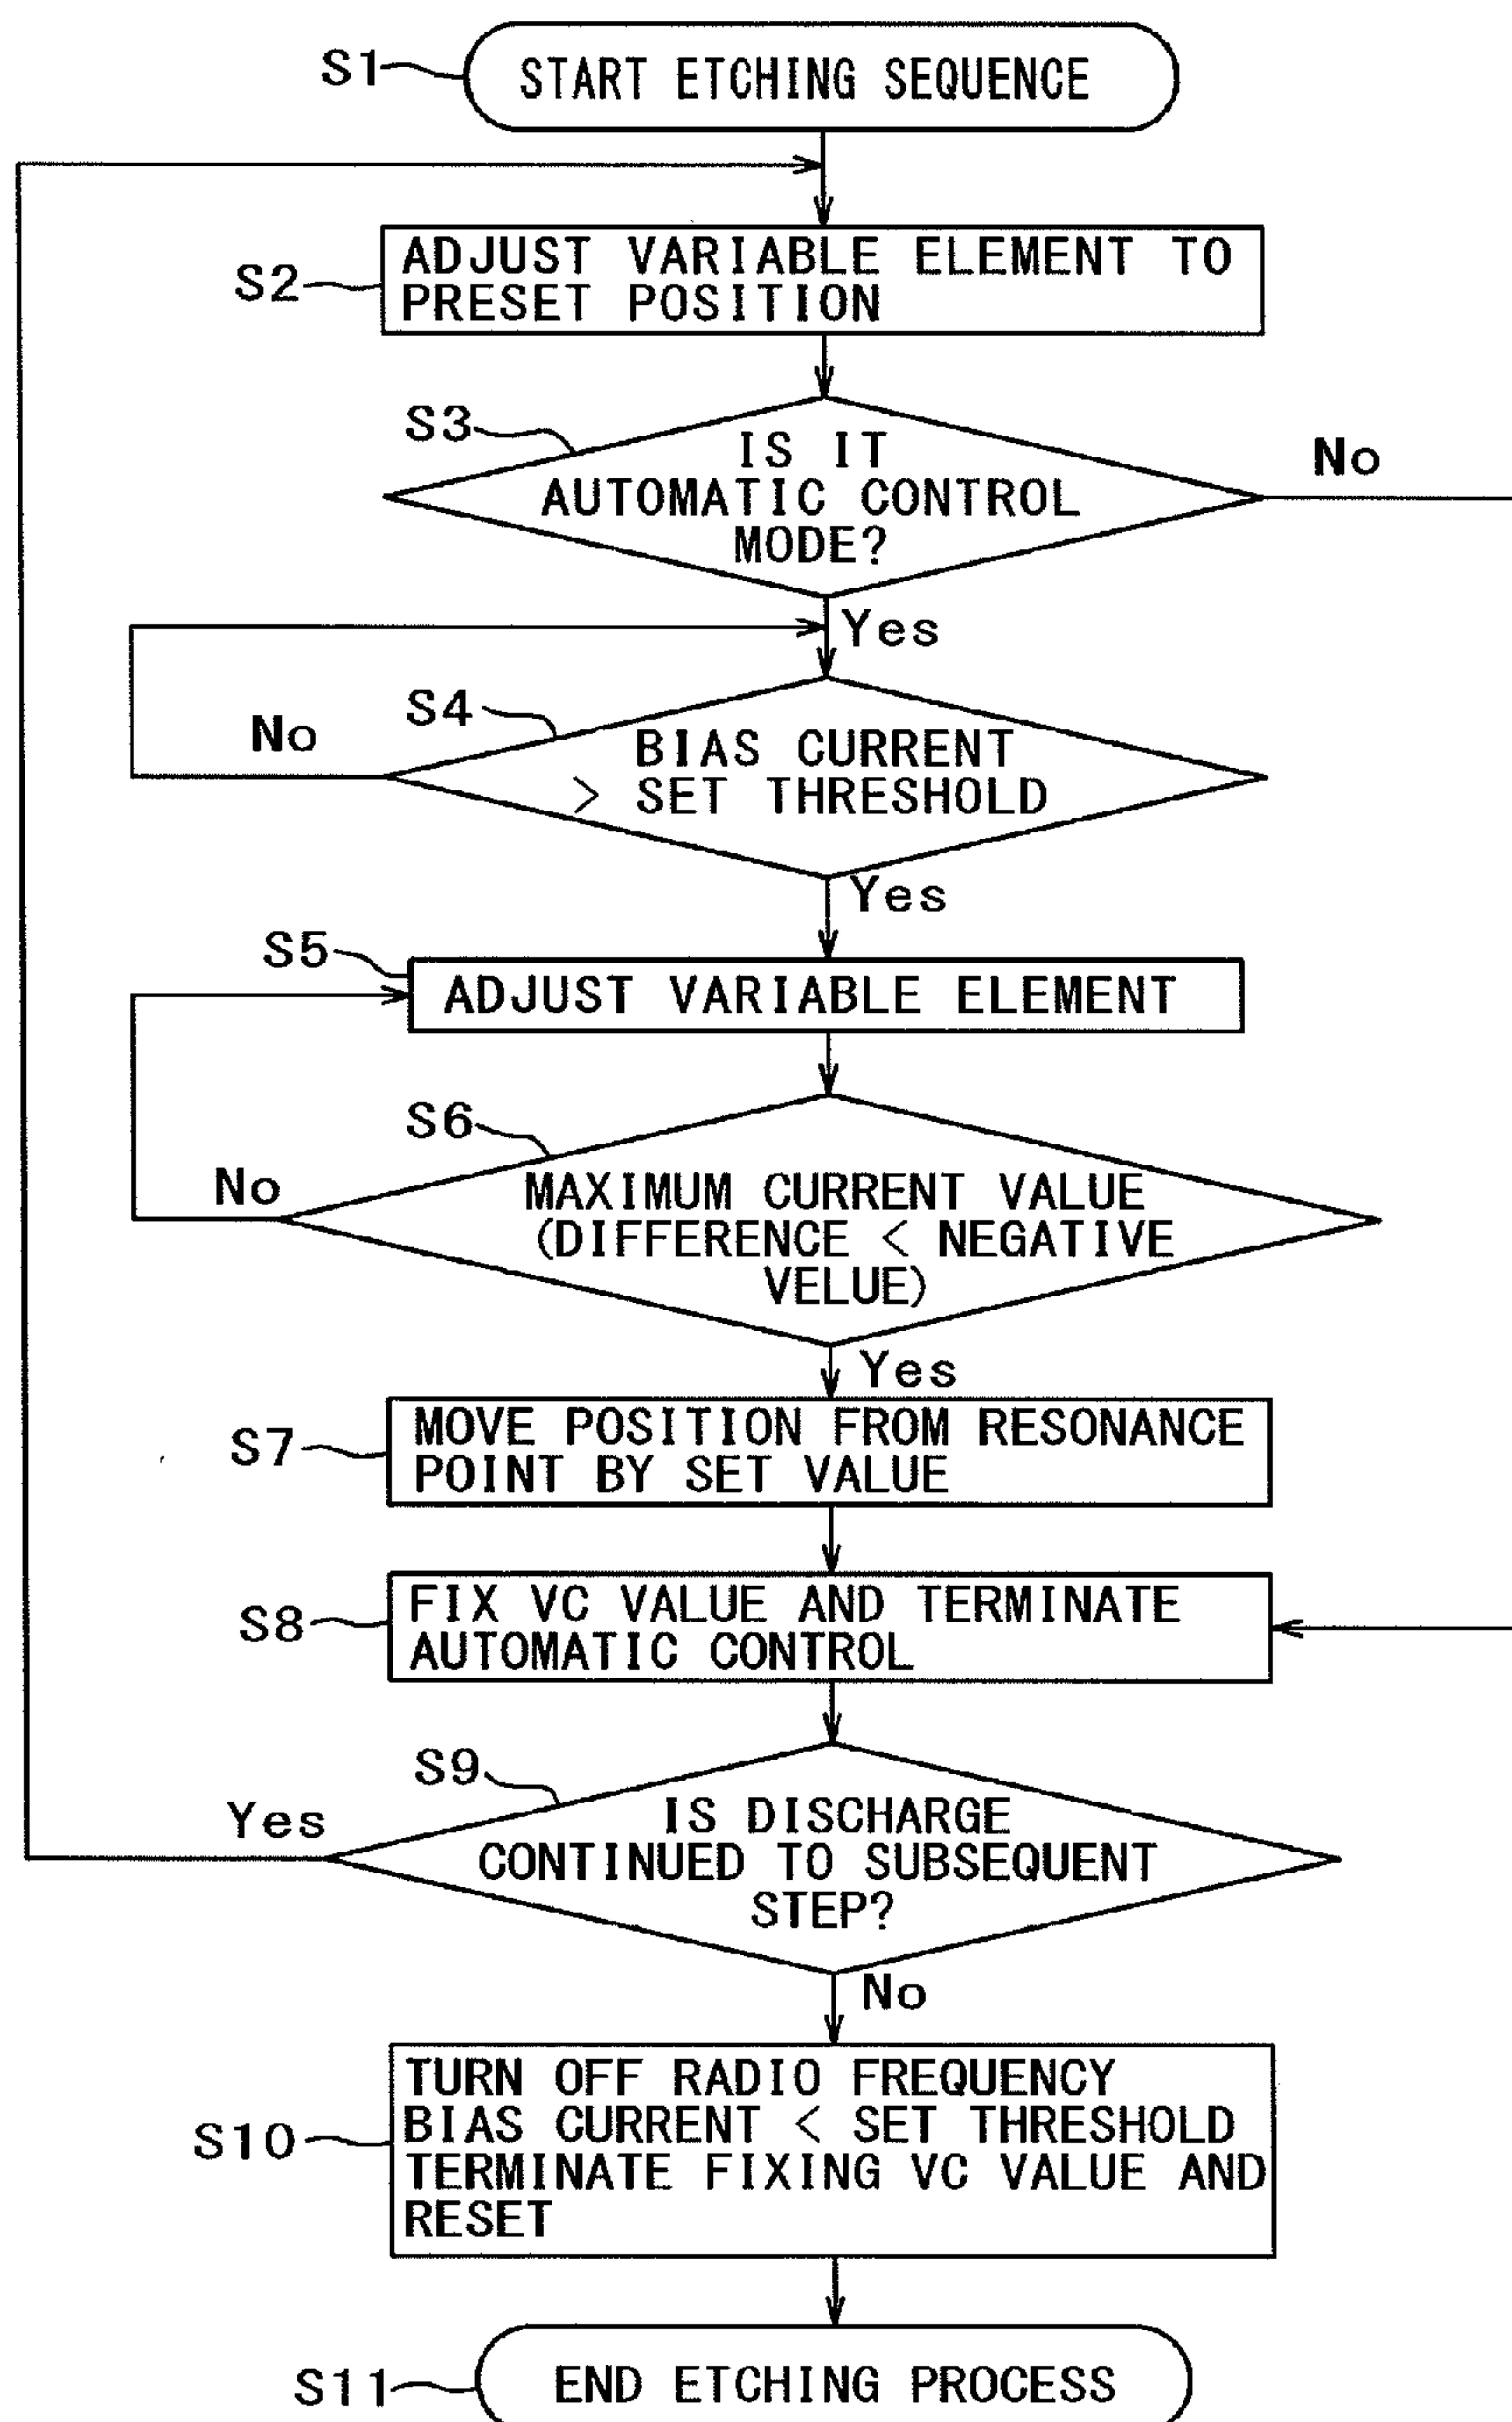 S1
START ETCHING SEQUENCE
S2
ADJUST VARIABLE ELEMENT TO
PRESET POSITION
S3
IS IT
AUTOMATIC CONTROL
MODE?
No
Yes
S4
No
BIAS CURRENT
> SET THRESHOLD
Yes
S5
ADJUST VARIABLE ELEMENT
S6
No
MAXIMUM CURRENT VALUE
(DIFFERENCE < NEGATIVE
VELUE)
Yes
S7
MOVE POSITION FROM RESONANCE
POINT BY SET VALUE
S8
FIX VC VALUE AND TERMINATE
AUTOMATIC CONTROL
S9
Yes
IS DISCHARGE
CONTINUED TO SUBSEQUENT
STEP?
No
S10
TURN OFF RADIO FREQUENCY
BIAS CURRENT < SET THRESHOLD
TERMINATE FIXING VC VALUE AND
RESET
S11
END ETCHING PROCESS